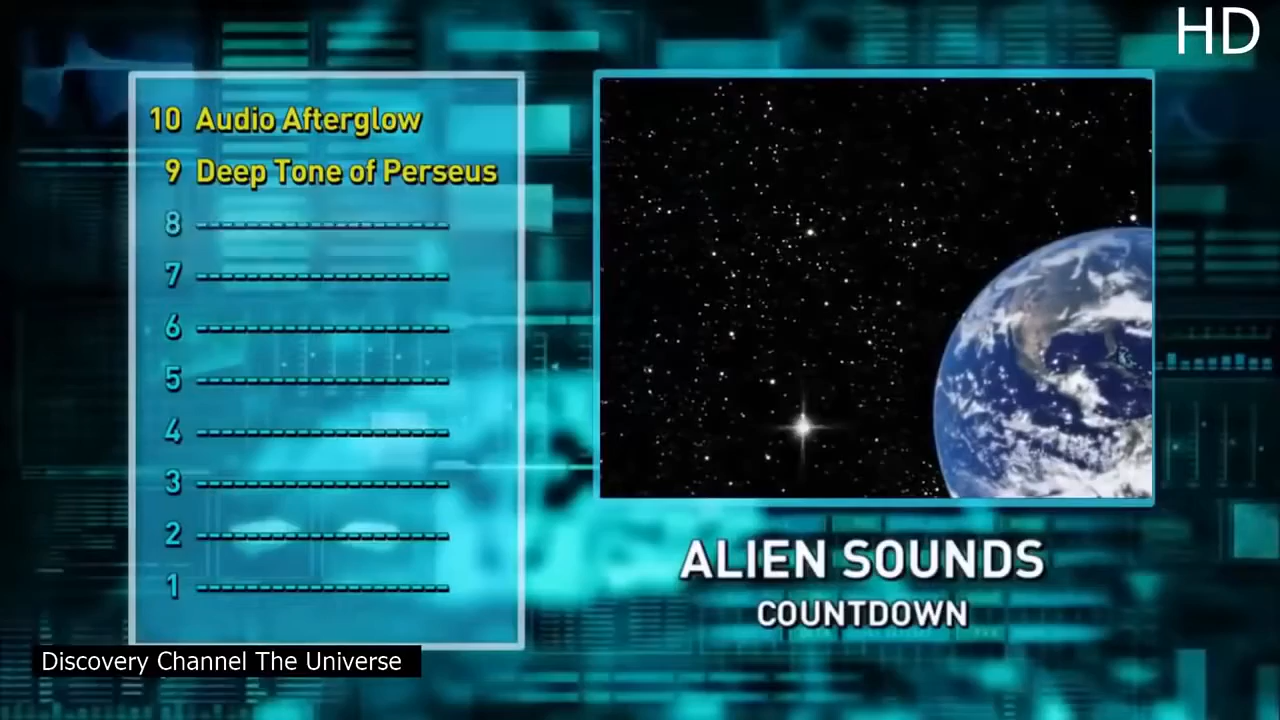 HD
10 Audio Afterglow
9 Deep Tone of Perseus
8
7
6
5
4
3
2
1
ALIEN SOUNDS
COUNTDOWN
Discovery Channel The Universe